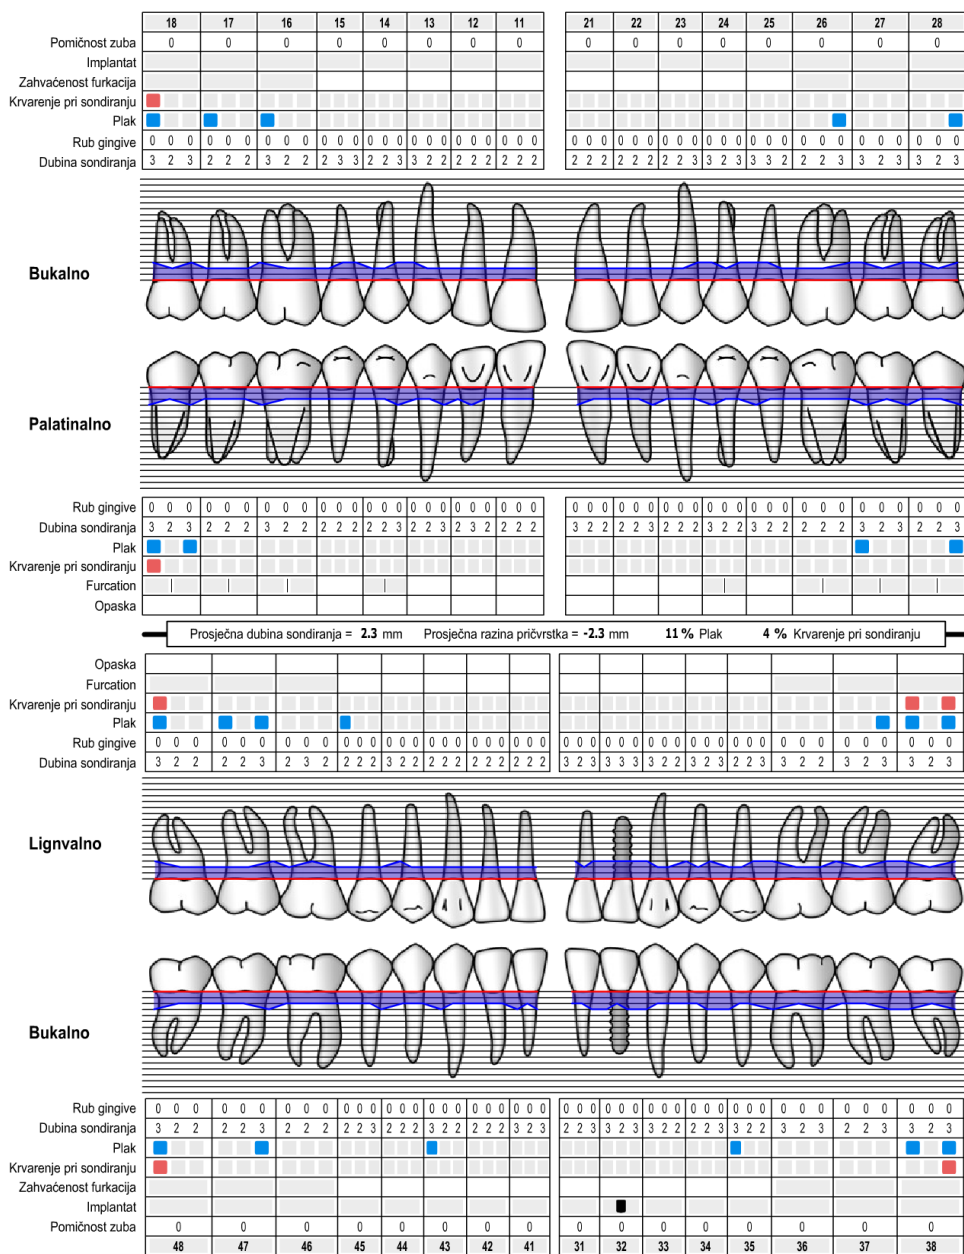 18 17 16 15 14 13 12 11 21 22 23 24 25 26 27 28
Pomičnost zuba 0 0 0 0 0 0 0 0 0 0 0 0 0 0 0 0
Implantat
Zahvaćenost furkacija
Krvarenje pri sondiranju
Plak
Rub gingive 0 0 0 0 0 0 0 0 0 0 0 0 0 0 0 0 0 0 0 0 0 0 0 0 0 0 0 0 0 0 0 0 0 0 0 0 0 0 0 0 0 0 0 0 0 0 0 0
Dubina sondiranja 3 2 3 2 2 2 3 2 2 2 3 3 2 2 3 3 2 2 2 2 2 2 2 2 2 2 2 2 2 2 2 2 3 3 2 3 3 2 2 2 2 2 2 2 3 3 2 3
Bukalno
Palatinalno
Rub gingive 0 0 0 0 0 0 0 0 0 0 0 0 0 0 0 0 0 0 0 0 0 0 0 0 0 0 0 0 0 0 0 0 0 0 0 0 0 0 0 0 0 0 0 0 0 0 0 0
Dubina sondiranja 3 2 3 2 2 2 3 2 2 2 2 2 2 2 3 2 2 2 2 3 2 2 2 2 3 2 2 2 2 3 2 2 2 3 2 2 2 2 2 2 2 2 3 2 2 2 2 3
Plak
Krvarenje pri sondiranju
Furcation
Opaska
Prosječna dubina sondiranja = 2.3 mm Prosječna razina pričvrstka = -2.3 mm 11 % Plak 4 % Krvarenje pri sondiranju
Opaska
Furcation
Krvarenje pri sondiranju
Plak
Rub gingive 0 0 0 0 0 0 0 0 0 0 0 0 0 0 0 0 0 0 0 0 0 0 0 0 0 0 0 0 0 0 0 0 0 0 0 0 0 0 0 0 0 0 0 0 0 0 0 0
Dubina sondiranja 3 2 2 2 2 3 2 3 2 2 2 2 3 2 2 2 2 2 2 2 2 2 2 2 3 2 3 3 3 3 3 3 3 3 2 3 3 2 3 3 2 2 3 2 2 3 2 3
Lignvalno
Bukalno
Rub gingive 0 0 0 0 0 0 0 0 0 0 0 0 0 0 0 0 0 0 0 0 0 0 0 0 0 0 0 0 0 0 0 0 0 0 0 0 0 0 0 0 0 0 0 0 0 0 0 0
Dubina sondiranja 3 2 2 2 2 3 2 2 2 2 2 3 2 2 3 3 2 2 2 2 3 3 2 3 2 2 3 3 2 3 2 2 2 2 2 3 3 2 2 3 2 3 2 2 3 3 2 3
Plak
Krvarenje pri sondiranju
Zahvaćenost furkacija
Implantat
Pomičnost zuba 0 0 0 0 0 0 0 0 0 0 0 0 0 0 0 0
48 47 46 45 44 43 42 41 31 32 33 34 35 36 37 38